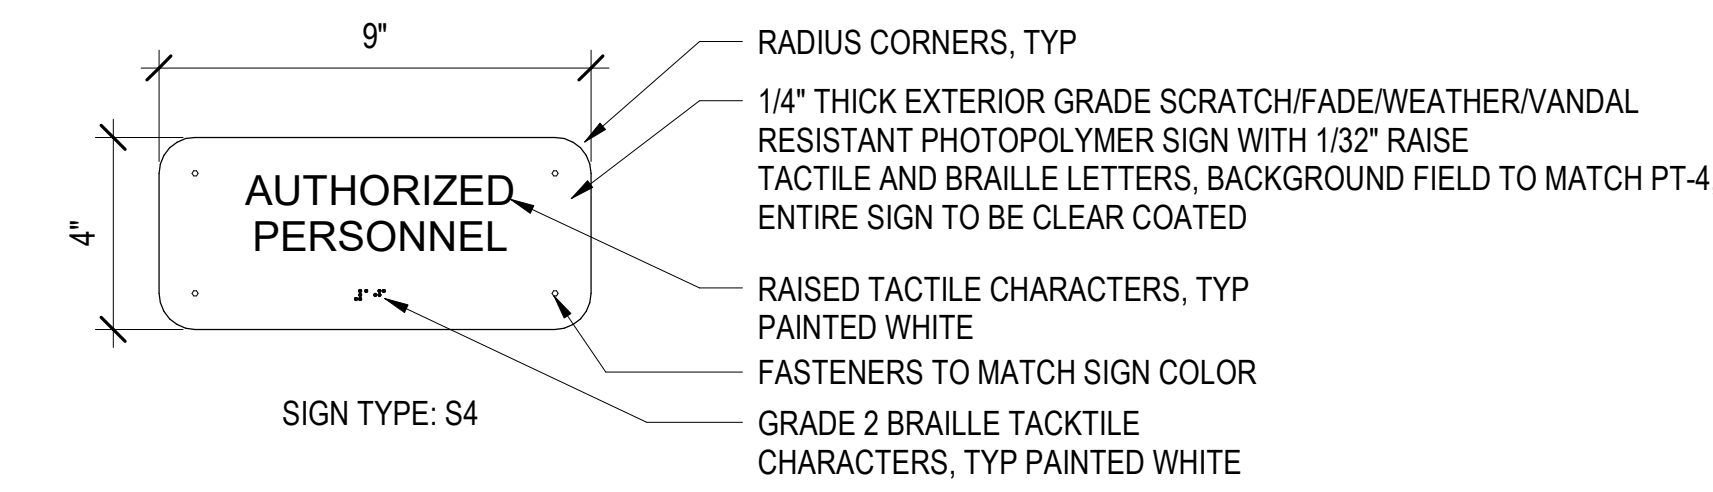 9"
RADIUS CORNERS, TYP
1/4" THICK EXTERIOR GRADE SCRATCH/FADE/WEATHER/VANDAL
RESISTANT PHOTOPOLYMER SIGN WITH 1/32" RAISE
TACTILE AND BRAILLE LETTERS, BACKGROUND FIELD TO MATCH PT-4
ENTIRE SIGN TO BE CLEAR COATED
4"
AUTHORIZED
PERSONNEL
RAISED TACTILE CHARACTERS, TYP
PAINTED WHITE
FASTENERS TO MATCH SIGN COLOR
SIGN TYPE: S4
GRADE 2 BRAILLE TACKTILE
CHARACTERS, TYP PAINTED WHITE